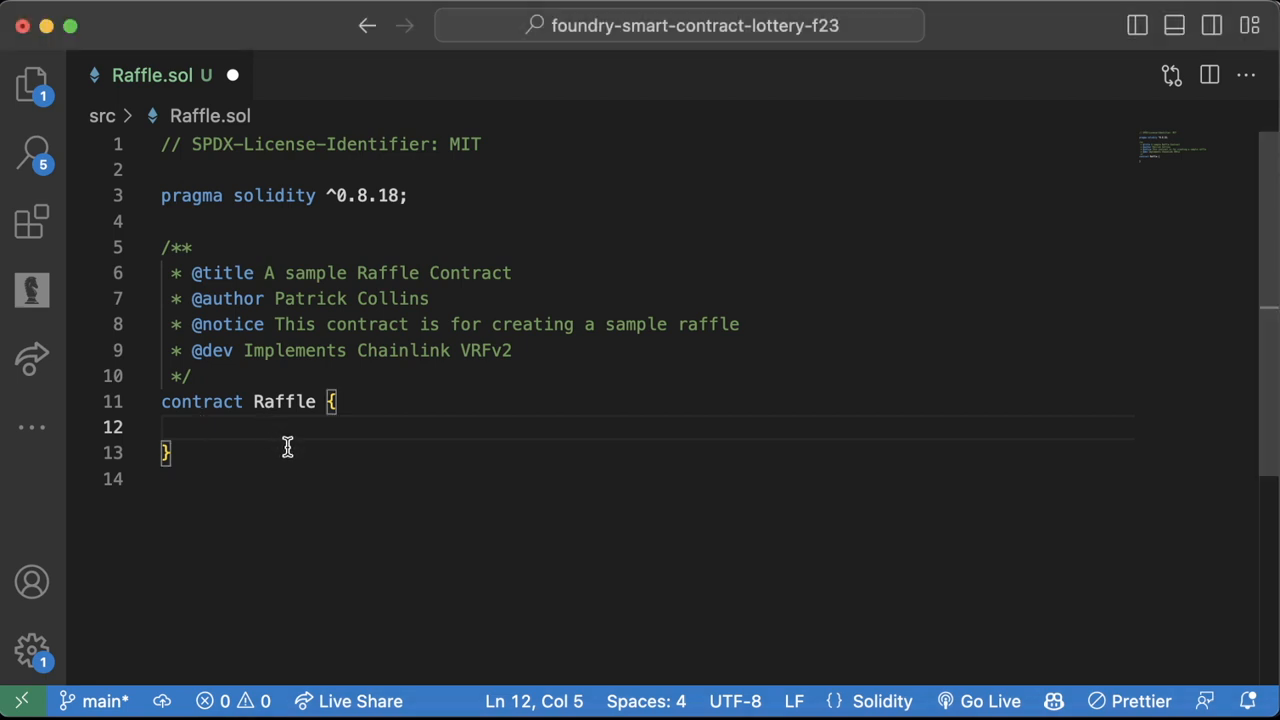 foundry-smart-contract-lottery-f23
Raffle.sol U
src > Raffle.sol
1 // SPDX-License-Identifier: MIT
2
3 pragma solidity ^0.8.18;
4
5 /**
6 * @title A sample Raffle Contract
7 * @author Patrick Collins
8 * @notice This contract is for creating a sample raffle
9 * @dev Implements Chainlink VRFv2
10 */
11 contract Raffle {
12
13 }
14
1
5
1
main* 0 0 Live Share Ln 12, Col 5 Spaces: 4 UTF-8 LF {} Solidity Go Live Prettier